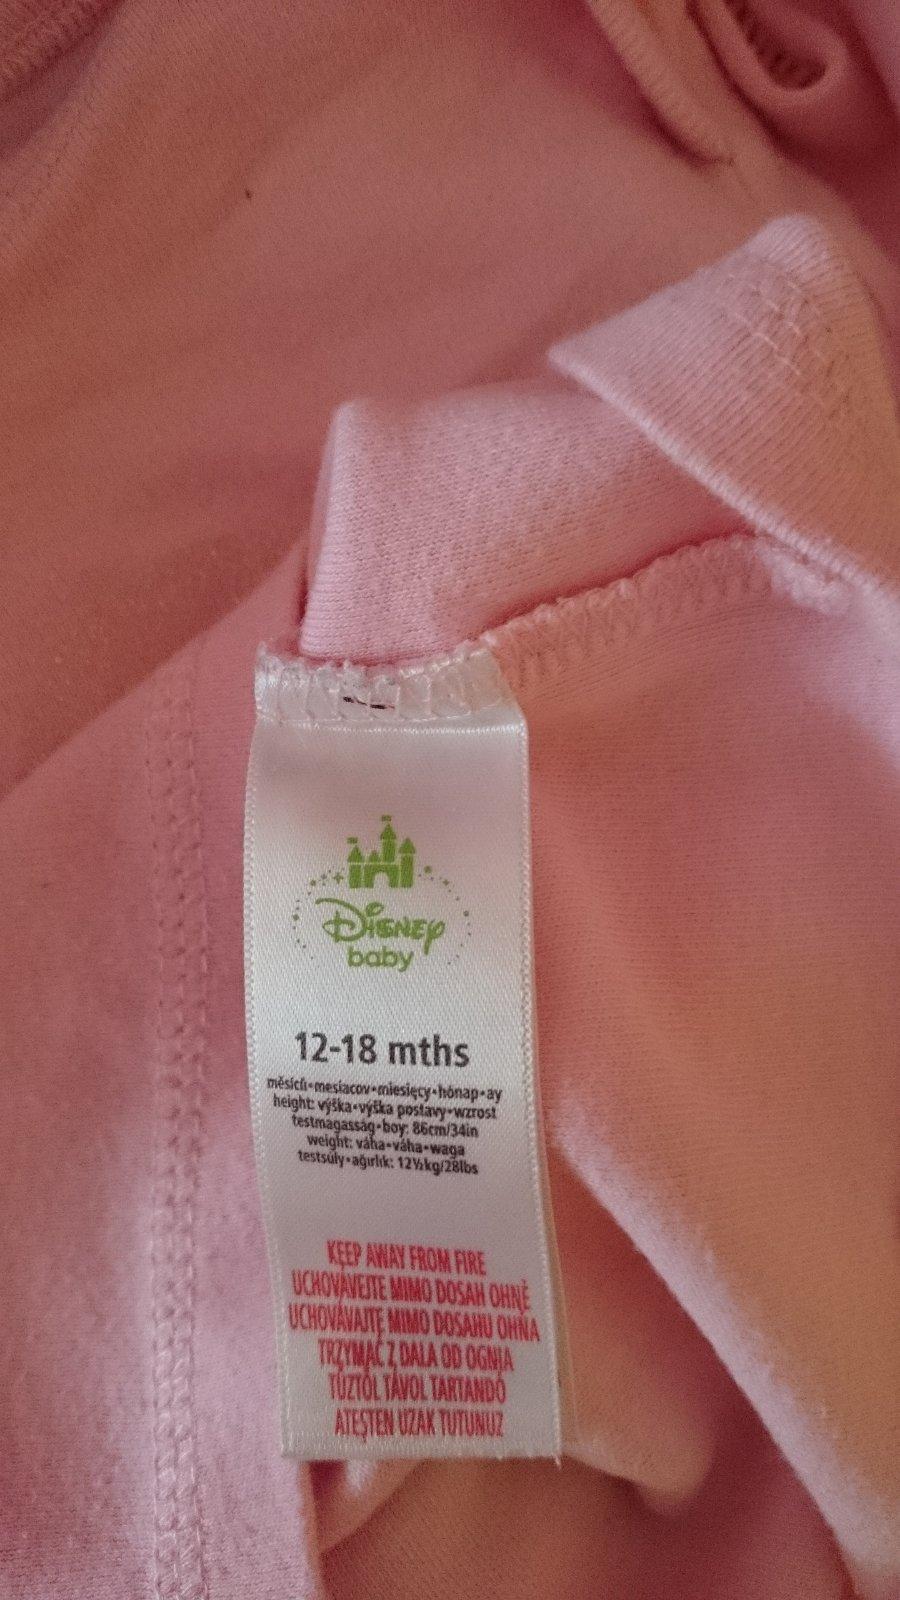 Disney
baby
12-18 mths
měsíců•mesiacov•miesięcy•hónap•ay
height: výška•výška postavy•wzrost
testmagasság•boy: 86cm/34in
weight: váha•váha•waga
testsúly•ağırlık: 12½kg/28lbs
KEEP AWAY FROM FIRE
UCHOVÁVEJTE MIMO DOSAH OHNĚ
UCHOVÁVAJTE MIMO DOSAHU OHŇA
TRZYMAĆ Z DALA OD OGNIA
TŰZTŐL TÁVOL TARTANDÓ
ATEŞTEN UZAK TUTUNUZ